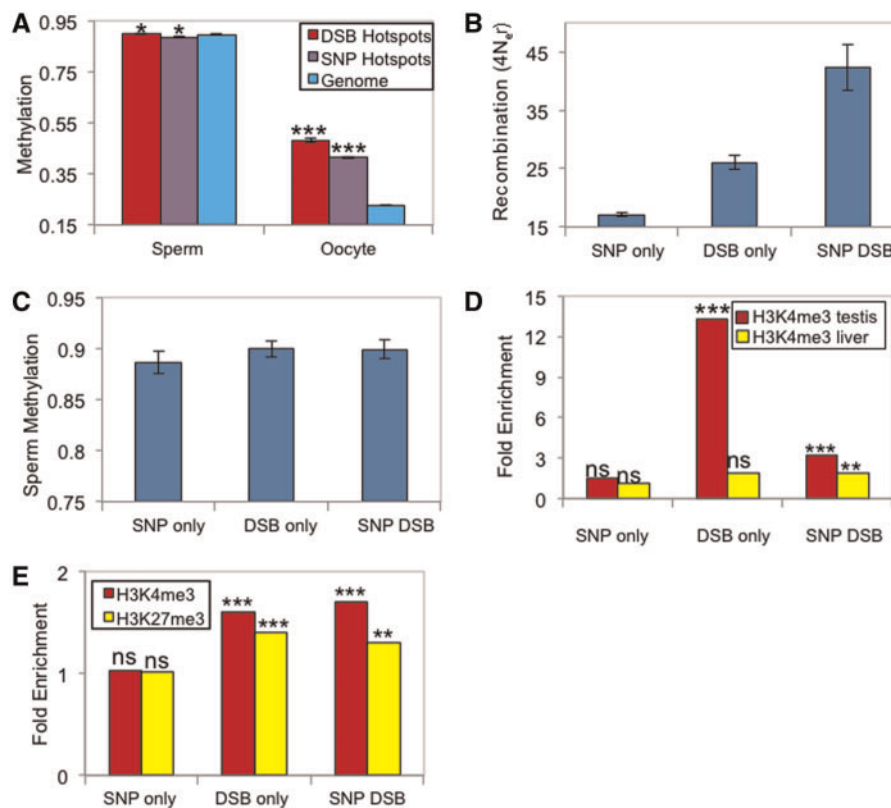 A
0.95
0.75
0.55
0.35
0.15
Methylation
* *
*** ***
DSB Hotspots
SNP Hotspots
Genome
Sperm Oocyte
B
45
35
25
15
Recombination (4Ner)
SNP only DSB only SNP DSB
C
0.95
0.9
0.85
0.8
0.75
Sperm Methylation
SNP only DSB only SNP DSB
D
15
12
9
6
3
0
Fold Enrichment
H3K4me3 testis
H3K4me3 liver
ns ns
*** ns
*** **
SNP only DSB only SNP DSB
E
2
1
0
Fold Enrichment
H3K4me3
H3K27me3
ns ns
*** ***
*** **
SNP only DSB only SNP DSB